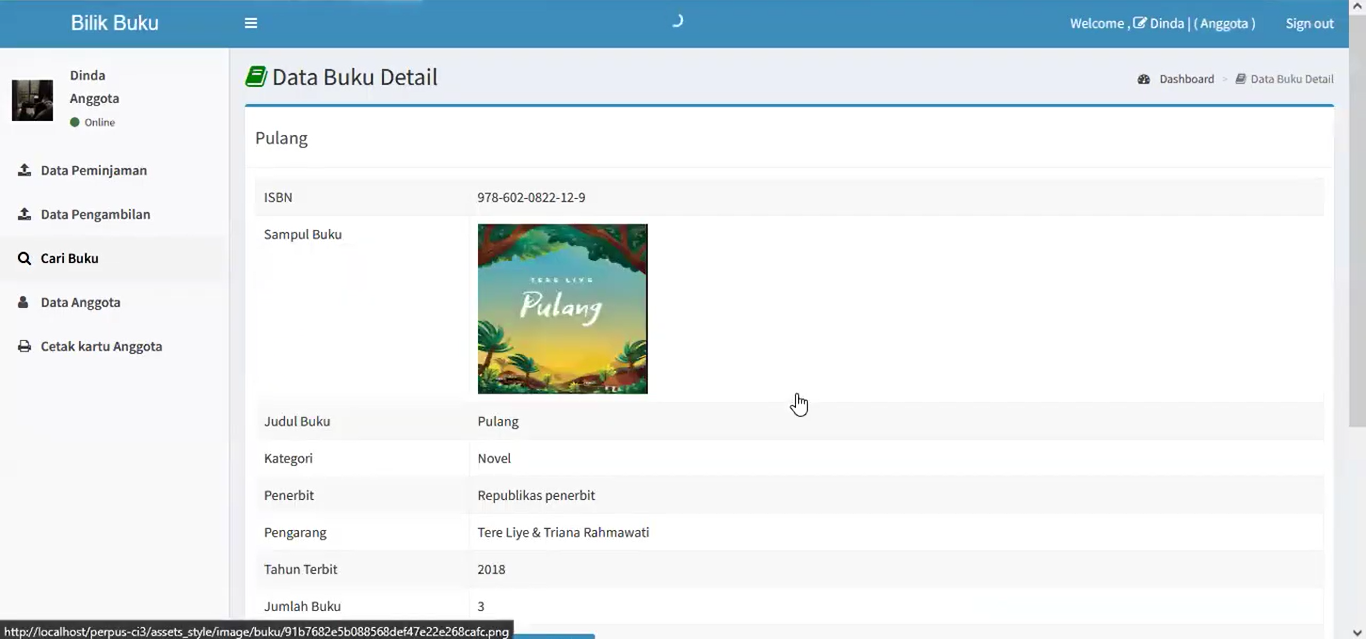 Bilik Buku
Welcome , Dinda | ( Anggota )
Sign out
Dinda
Anggota
Online
Data Peminjaman
Data Pengambilan
Cari Buku
Data Anggota
Cetak kartu Anggota
Data Buku Detail
Dashboard > Data Buku Detail
Pulang
ISBN 978-602-0822-12-9
Sampul Buku
TERE LIYE
Pulang
Judul Buku Pulang
Kategori Novel
Penerbit Republikas penerbit
Pengarang Tere Liye & Triana Rahmawati
Tahun Terbit 2018
Jumlah Buku 3
http://localhost/perpus-ci3/assets_style/image/buku/91b7682e5b088568def47e22e268cafc.png